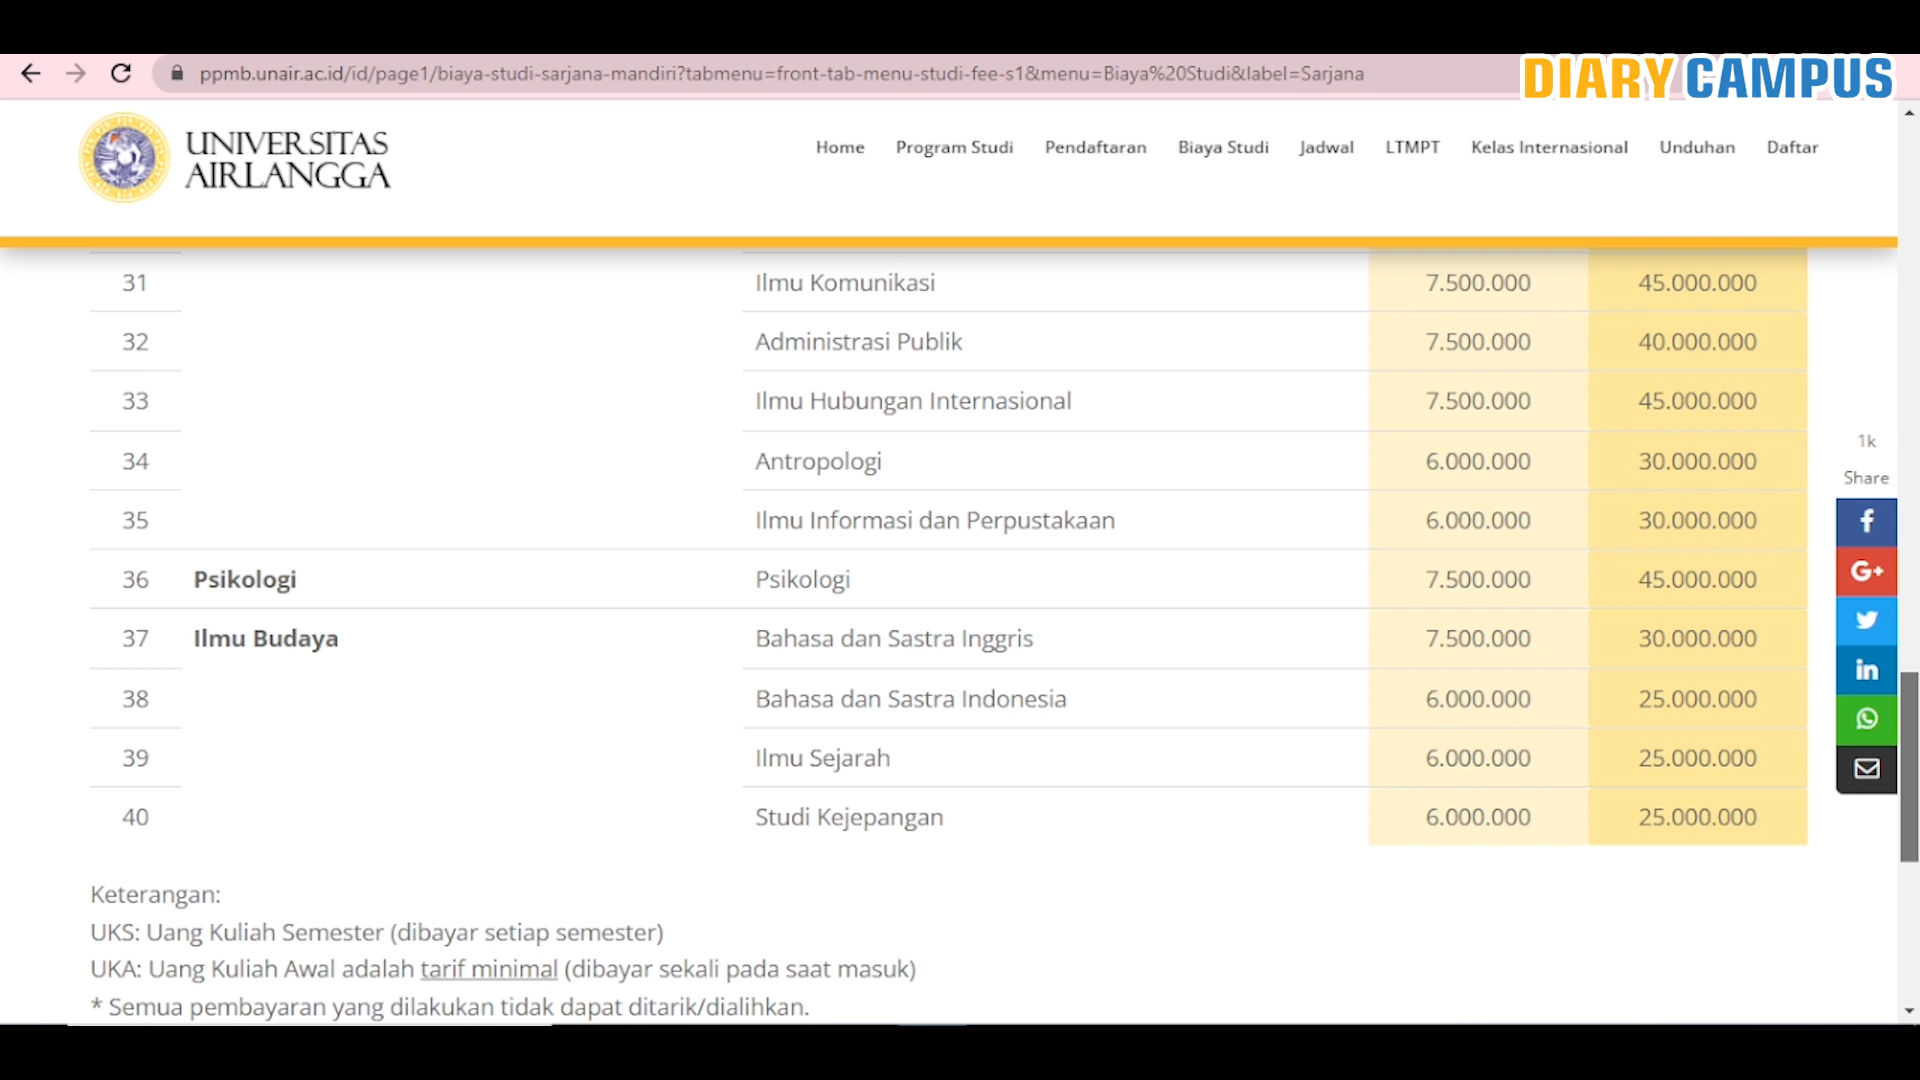 ppmb.unair.ac.id/id/page1/biaya-studi-sarjana-mandiri?tabmenu=front-tab-menu-studi-fee-s1&menu=Biaya%20Studi&label=Sarjana
DIARY CAMPUS
UNIVERSITAS
AIRLANGGA
Home Program Studi Pendaftaran Biaya Studi Jadwal LTMPT Kelas Internasional Unduhan Daftar
31 Ilmu Komunikasi 7.500.000 45.000.000
32 Administrasi Publik 7.500.000 40.000.000
33 Ilmu Hubungan Internasional 7.500.000 45.000.000
34 Antropologi 6.000.000 30.000.000
35 Ilmu Informasi dan Perpustakaan 6.000.000 30.000.000
36 Psikologi Psikologi 7.500.000 45.000.000
37 Ilmu Budaya Bahasa dan Sastra Inggris 7.500.000 30.000.000
38 Bahasa dan Sastra Indonesia 6.000.000 25.000.000
39 Ilmu Sejarah 6.000.000 25.000.000
40 Studi Kejepangan 6.000.000 25.000.000
1k
Share
f
G+
in
Keterangan:
UKS: Uang Kuliah Semester (dibayar setiap semester)
UKA: Uang Kuliah Awal adalah tarif minimal (dibayar sekali pada saat masuk)
* Semua pembayaran yang dilakukan tidak dapat ditarik/dialihkan.